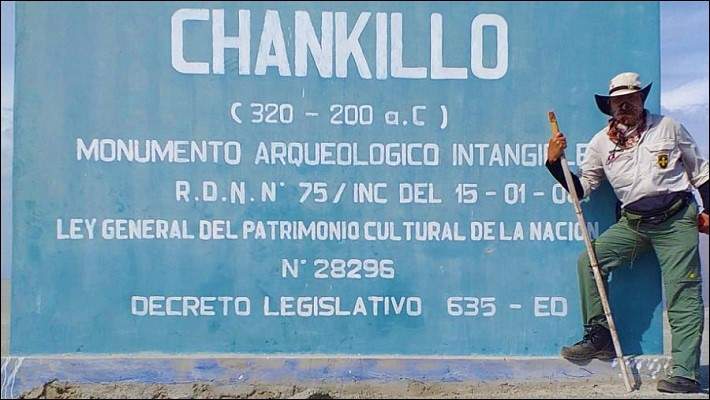 CHANKILLO
( 320 - 200 a.C )
MONUMENTO ARQUEOLOGICO
R.D.N. N° 75 / INC DEL 15 - 01 -
LEY GENERAL DEL PATRIMONIO CULTURAL DE LA NACION
N° 28296
DECRETO LEGISLATIVO 635 - ED